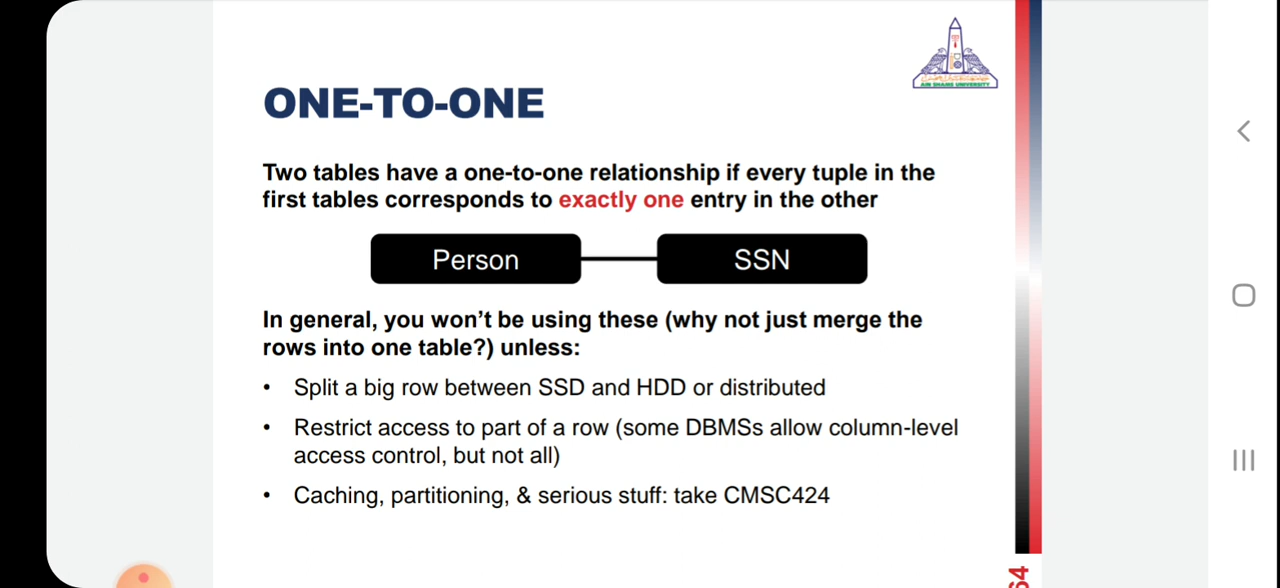 AIN SHAMS UNIVERSITY
ONE-TO-ONE
Two tables have a one-to-one relationship if every tuple in the
first tables corresponds to exactly one entry in the other
Person
SSN
In general, you won’t be using these (why not just merge the
rows into one table?) unless:
• Split a big row between SSD and HDD or distributed
• Restrict access to part of a row (some DBMSs allow column-level
access control, but not all)
• Caching, partitioning, & serious stuff: take CMSC424